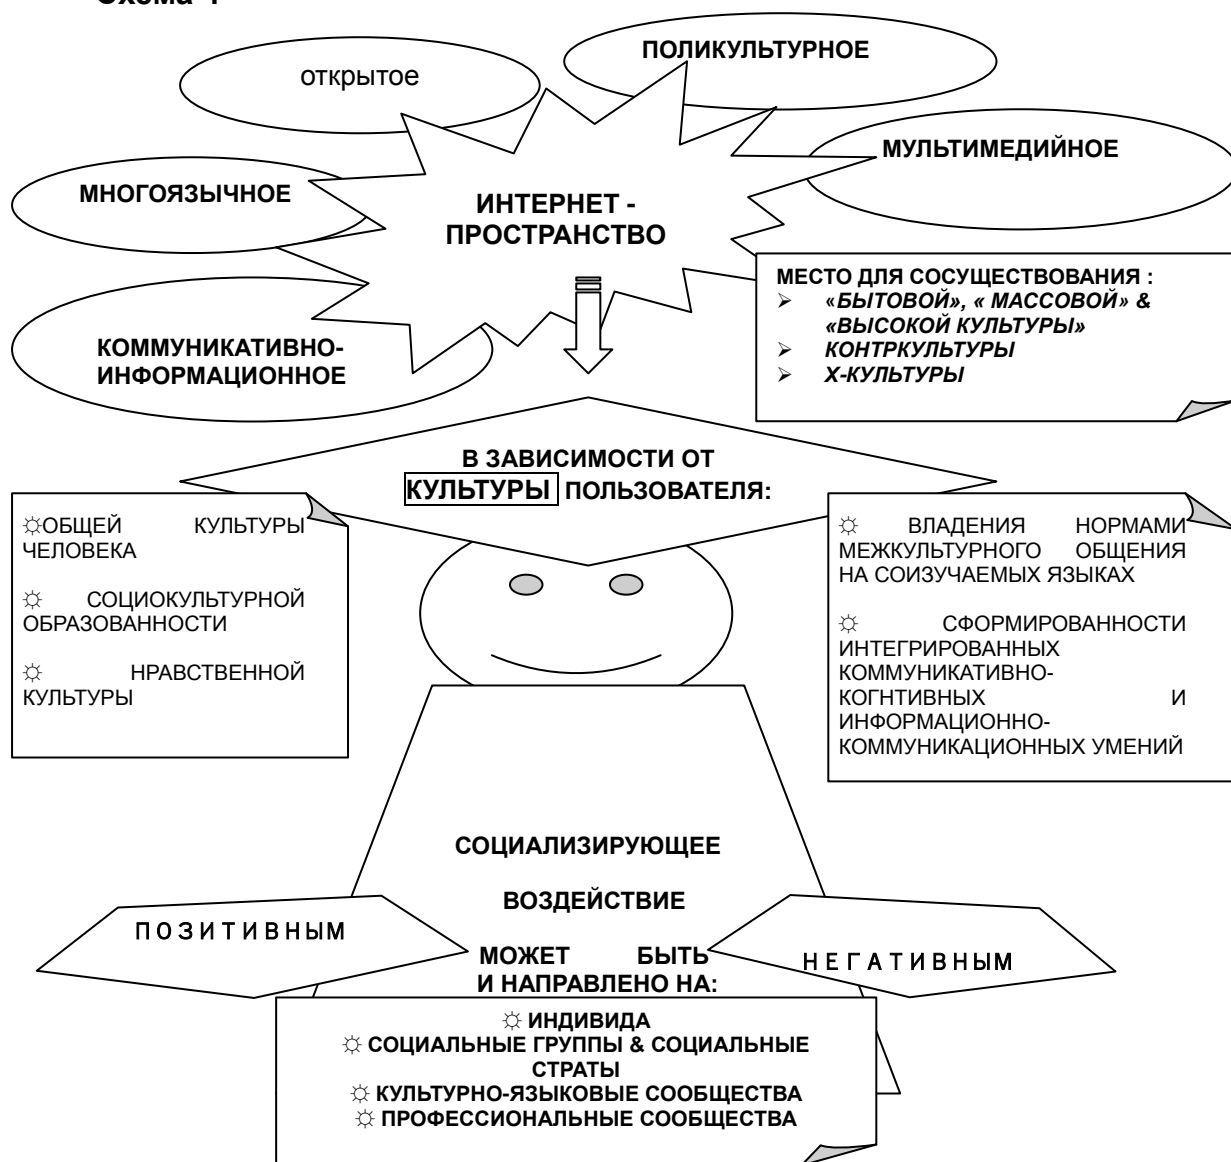 открытое
ПОЛИКУЛЬТУРНОЕ
МУЛЬТИМЕДИЙНОЕ
МНОГОЯЗЫЧНОЕ
ИНТЕРНЕТ -
ПРОСТРАНСТВО
КОММУНИКАТИВНО-
ИНФОРМАЦИОННОЕ
МЕСТО ДЛЯ СОСУЩЕСТВОВАНИЯ :
«БЫТОВОЙ», « МАССОВОЙ» &
«ВЫСОКОЙ КУЛЬТУРЫ»
КОНТРКУЛЬТУРЫ
Х-КУЛЬТУРЫ
В ЗАВИСИМОСТИ ОТ
КУЛЬТУРЫ ПОЛЬЗОВАТЕЛЯ:
☼ОБЩЕЙ КУЛЬТУРЫ
ЧЕЛОВЕКА
☼ СОЦИОКУЛЬТУРНОЙ
ОБРАЗОВАННОСТИ
☼ НРАВСТВЕННОЙ
КУЛЬТУРЫ
☼ ВЛАДЕНИЯ НОРМАМИ
МЕЖКУЛЬТУРНОГО ОБЩЕНИЯ
НА СОИЗУЧАЕМЫХ ЯЗЫКАХ
☼ СФОРМИРОВАННОСТИ
ИНТЕГРИРОВАННЫХ
КОММУНИКАТИВНО-
КОГНТИВНЫХ И
ИНФОРМАЦИОННО-
КОММУНИКАЦИОННЫХ УМЕНИЙ
СОЦИАЛИЗИРУЮЩЕЕ
ВОЗДЕЙСТВИЕ
МОЖЕТ БЫТЬ
И НАПРАВЛЕНО НА:
ПОЗИТИВНЫМ
НЕГАТИВНЫМ
☼ ИНДИВИДА
☼ СОЦИАЛЬНЫЕ ГРУППЫ & СОЦИАЛЬНЫЕ
СТРАТЫ
☼ КУЛЬТУРНО-ЯЗЫКОВЫЕ СООБЩЕСТВА
☼ ПРОФЕССИОНАЛЬНЫЕ СООБЩЕСТВА